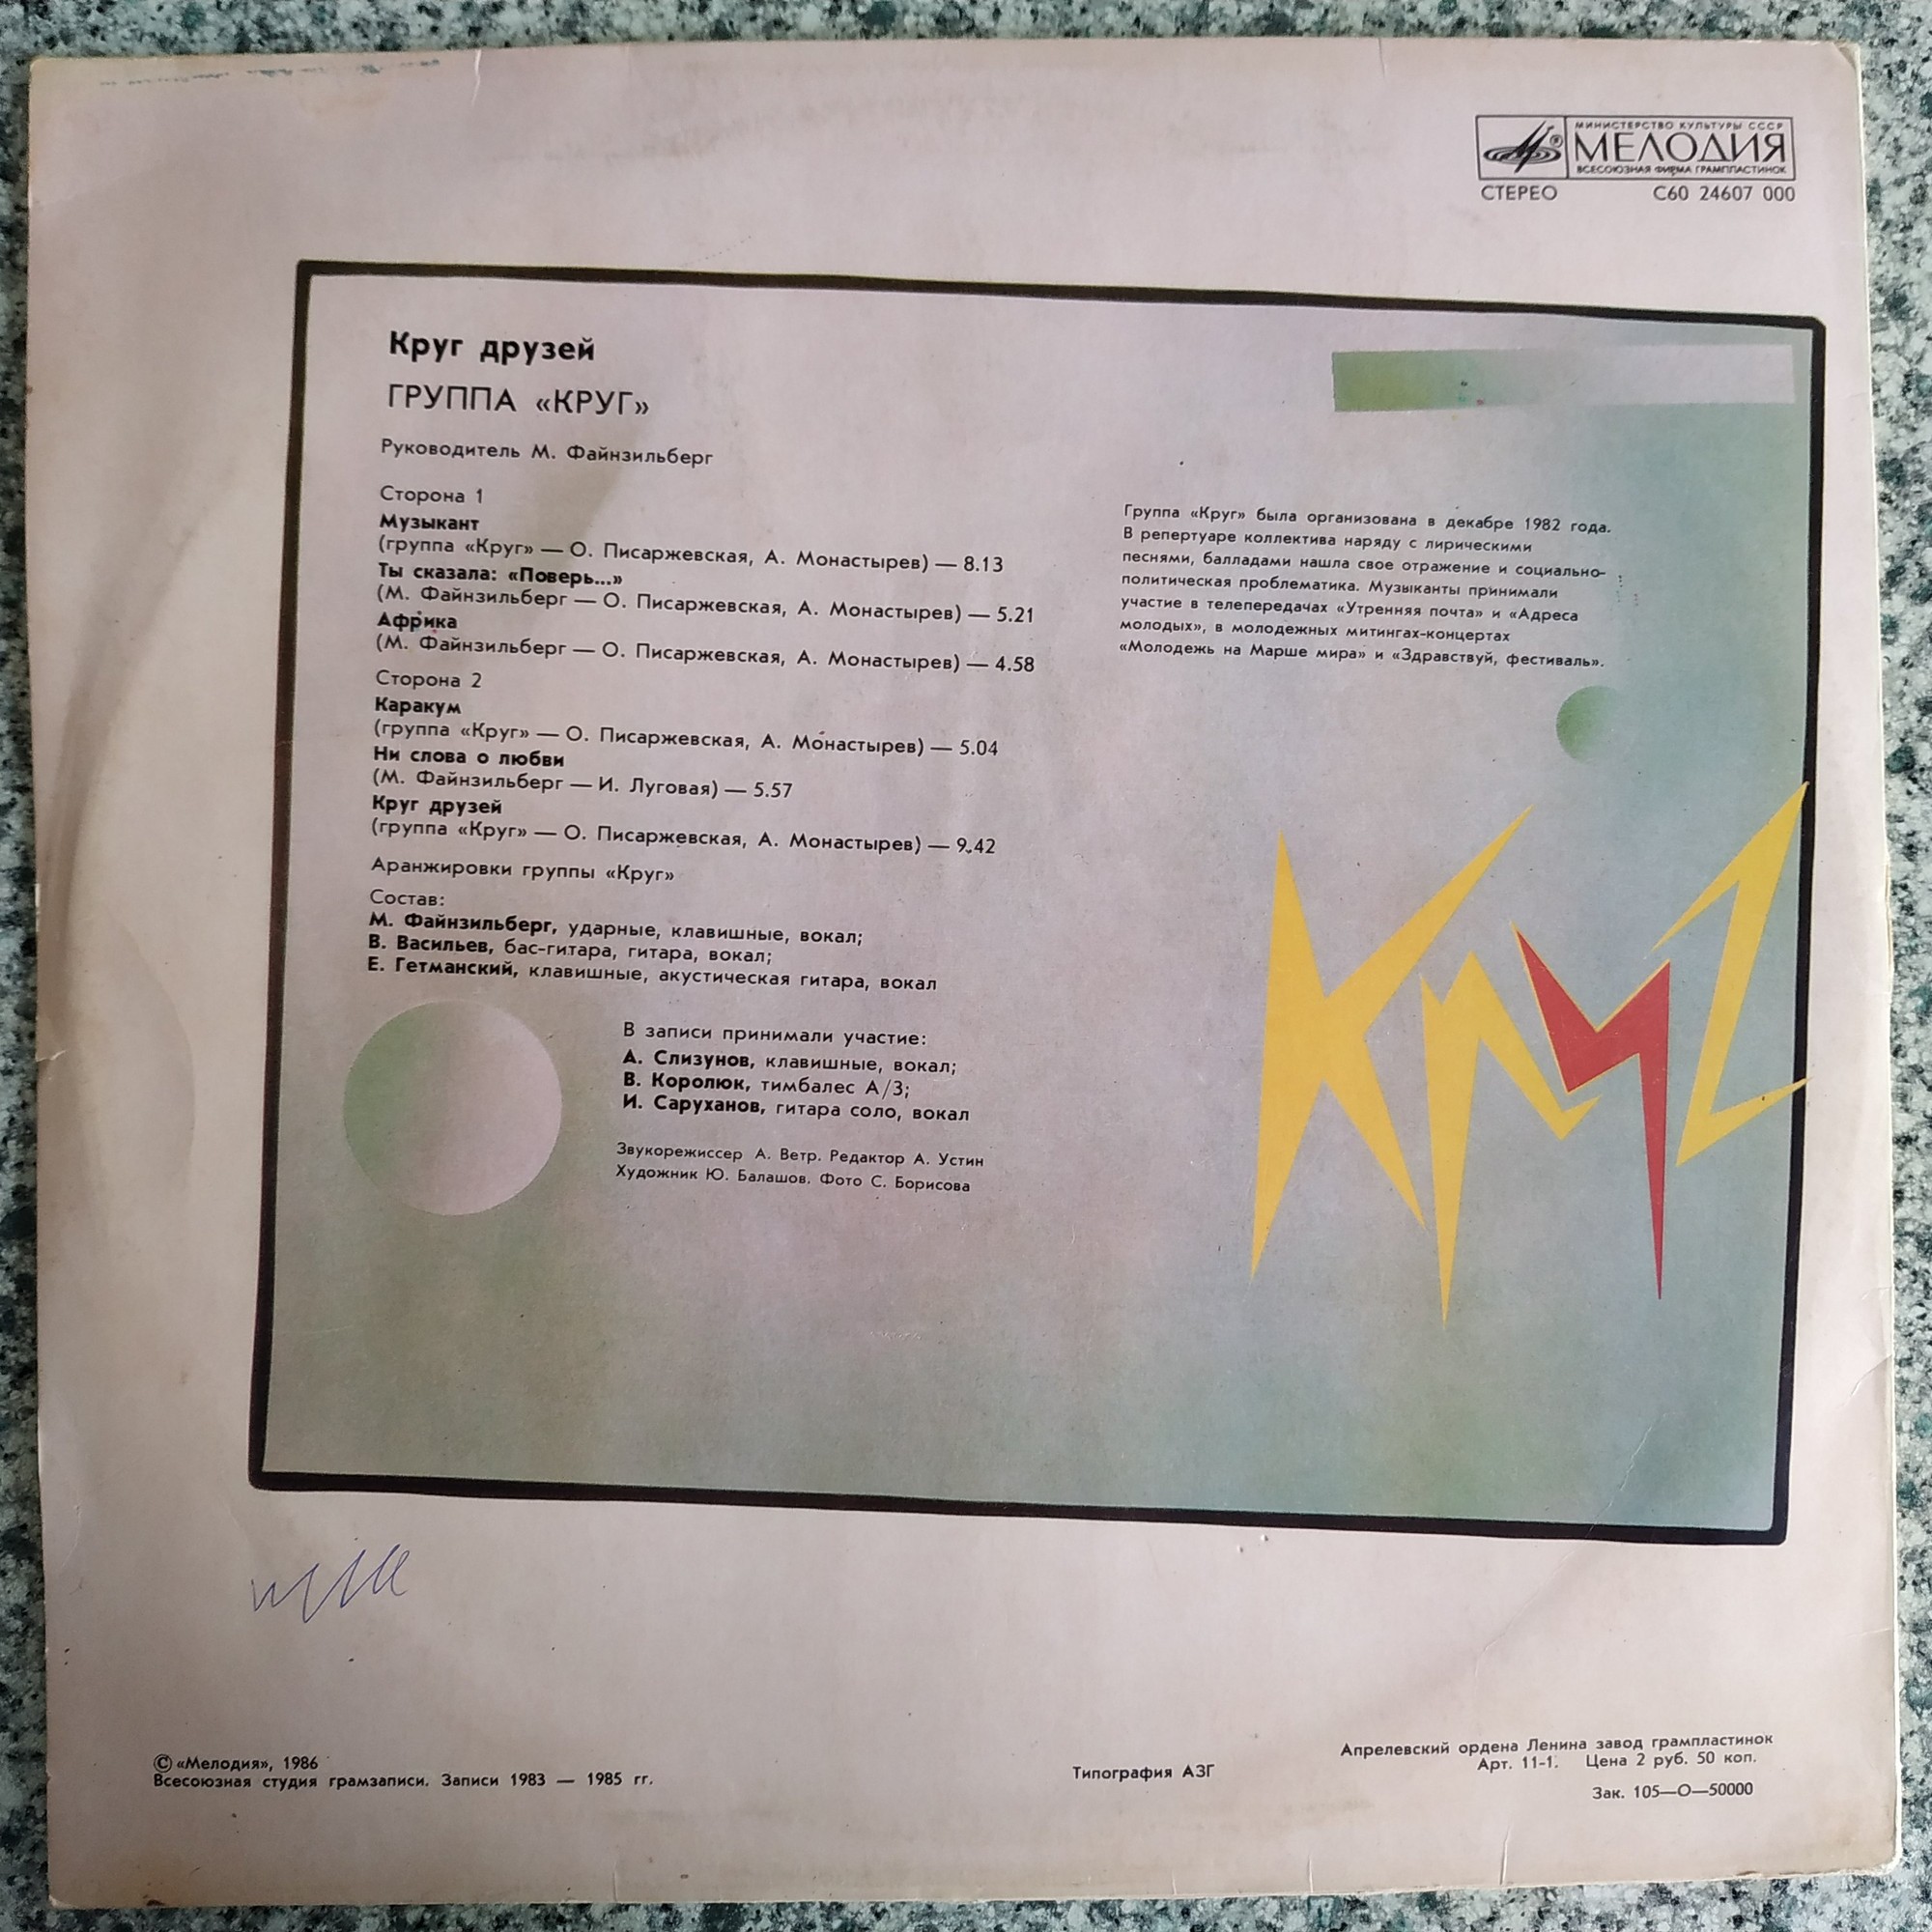 МИНИСТЕРСТВО КУЛЬТУРЫ СССР
МЕЛОДИЯ
ВСЕСОЮЗНАЯ ФИРМА ГРАМПЛАСТИНОК
СТЕРЕО С60 24607 000
Круг друзей
ГРУППА «КРУГ»
Руководитель М. Файнзильберг
Сторона 1
Музыкант
(группа «Круг» — О. Писаржевская, А. Монастырев) — 8.13
Ты сказала: «Поверь...»
(М. Файнзильберг — О. Писаржевская, А. Монастырев) — 5.21
Африка
(М. Файнзильберг — О. Писаржевская, А. Монастырев) — 4.58
Сторона 2
Каракум
(группа «Круг» — О. Писаржевская, А. Монастырев) — 5.04
Ни слова о любви
(М. Файнзильберг — И. Луговая) — 5.57
Круг друзей
(группа «Круг» — О. Писаржевская, А. Монастырев) — 9.42
Аранжировки группы «Круг»
Состав:
М. Файнзильберг, ударные, клавишные, вокал;
В. Васильев, бас-гитара, гитара, вокал;
Е. Гетманский, клавишные, акустическая гитара, вокал
В записи принимали участие:
А. Слизунов, клавишные, вокал;
В. Королюк, тимбалес А/3;
И. Саруханов, гитара соло, вокал
Звукорежиссер А. Ветр. Редактор А. Устин
Художник Ю. Балашов. Фото С. Борисова
Группа «Круг» была организована в декабре 1982 года.
В репертуаре коллектива наряду с лирическими
песнями, балладами нашла свое отражение и социально-
политическая проблематика. Музыканты принимали
участие в телепередачах «Утренняя почта» и «Адреса
молодых», в молодежных митингах-концертах
«Молодежь на Марше мира» и «Здравствуй, фестиваль».
© «Мелодия», 1986
Всесоюзная студия грамзаписи. Записи 1983 — 1985 гг.
Типография АЗГ
Апрелевский ордена Ленина завод грампластинок
Арт. 11-1. Цена 2 руб. 50 коп.
Зак. 105—О—50000